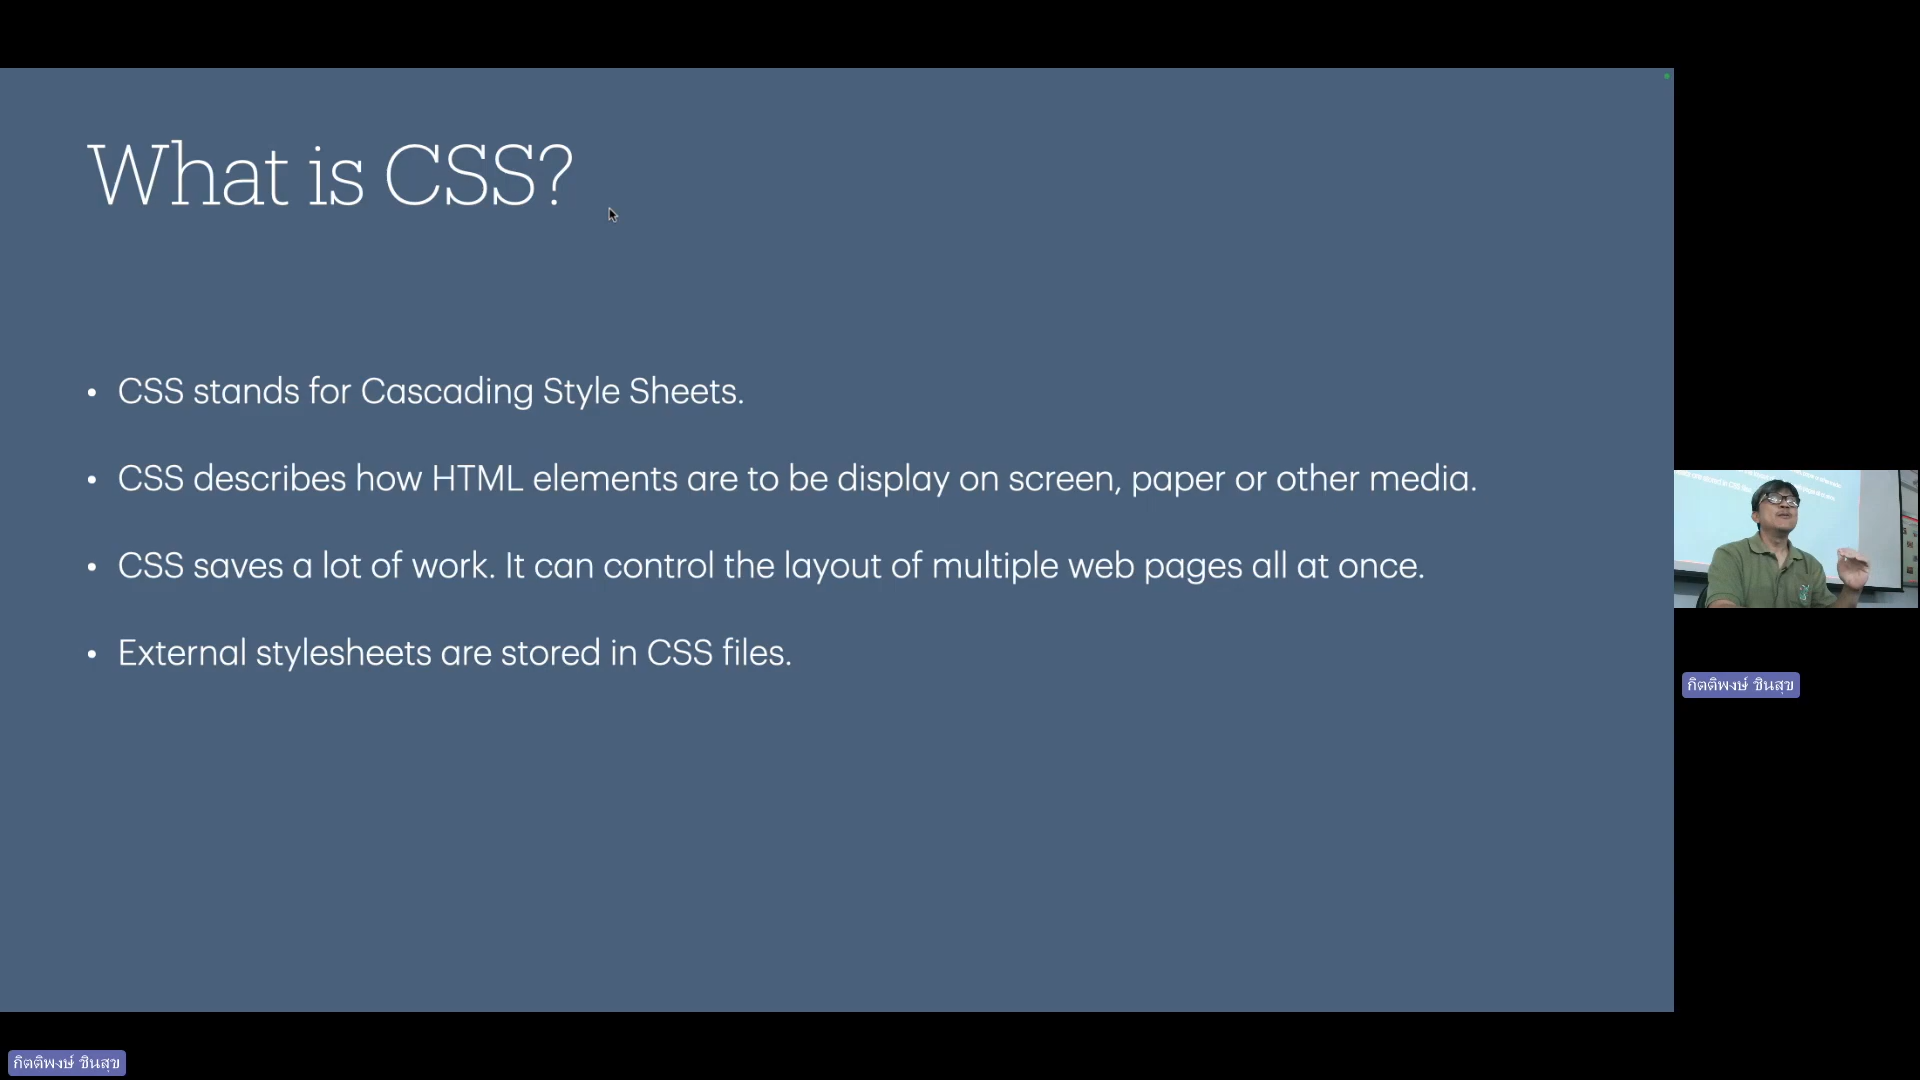 What is CSS?
• CSS stands for Cascading Style Sheets.
• CSS describes how HTML elements are to be display on screen, paper or other media.
• CSS saves a lot of work. It can control the layout of multiple web pages all at once.
• External stylesheets are stored in CSS files.
กิตติพงษ์ ชินสุข
กิตติพงษ์ ชินสุข